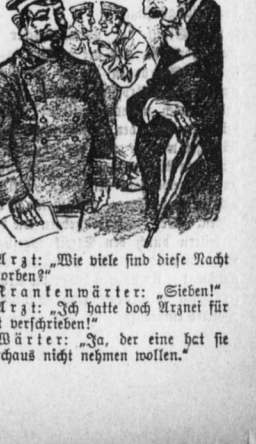 Arzt: „Wie viele ſind dieſe Nacht
orben?“
Krankenwärter: „Sieben!“
Arzt: „Ich hatte doch Arznei für
t verſchrieben!“
Wärter: „Ja, der eine hat ſie
chaus nicht nehmen wollen.“